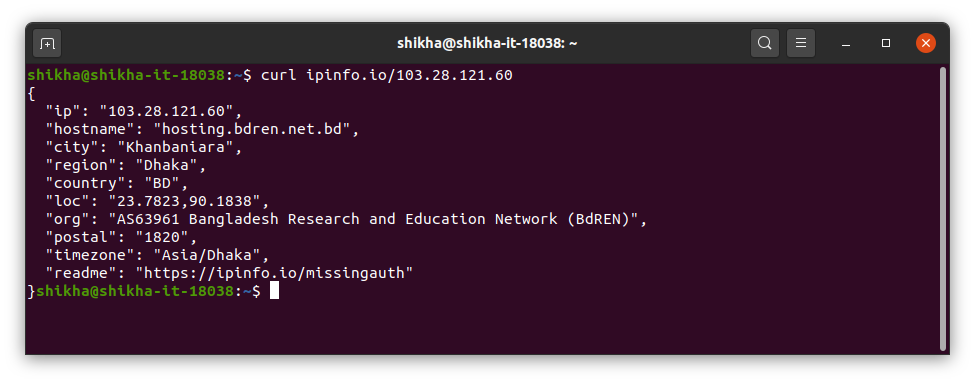 shikha@shikha-it-18038: ~
shikha@shikha-it-18038:~$ curl ipinfo.io/103.28.121.60
{
  "ip": "103.28.121.60",
  "hostname": "hosting.bdren.net.bd",
  "city": "Khanbaniara",
  "region": "Dhaka",
  "country": "BD",
  "loc": "23.7823,90.1838",
  "org": "AS63961 Bangladesh Research and Education Network (BdREN)",
  "postal": "1820",
  "timezone": "Asia/Dhaka",
  "readme": "https://ipinfo.io/missingauth"
}shikha@shikha-it-18038:~$